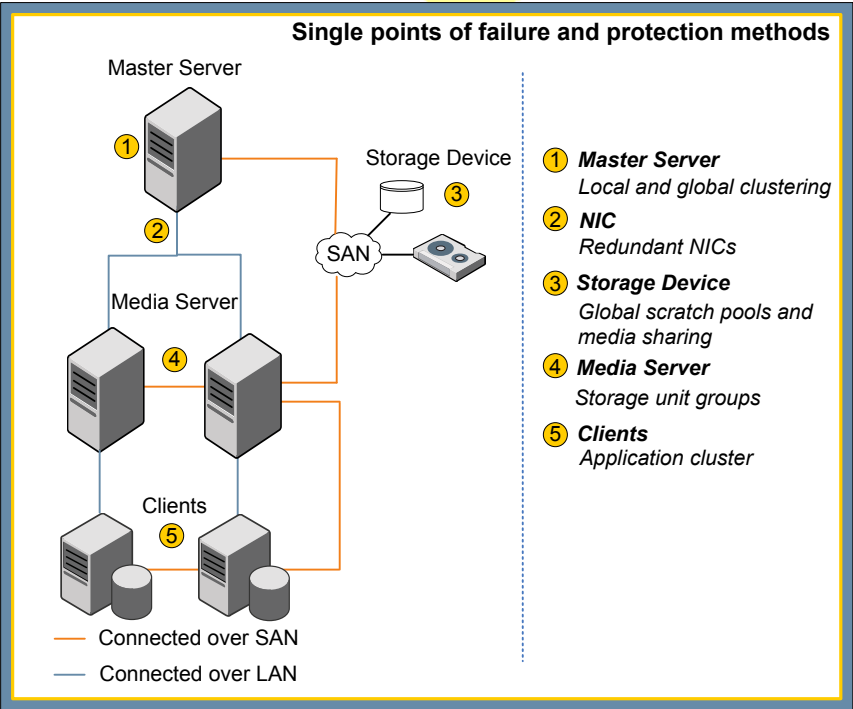 Single points of failure and protection methods
Master Server
1
Storage Device
3
2
SAN
Media Server
4
Clients
5
Connected over SAN
Connected over LAN
1 Master Server
Local and global clustering
2 NIC
Redundant NICs
3 Storage Device
Global scratch pools and
media sharing
4 Media Server
Storage unit groups
5 Clients
Application cluster